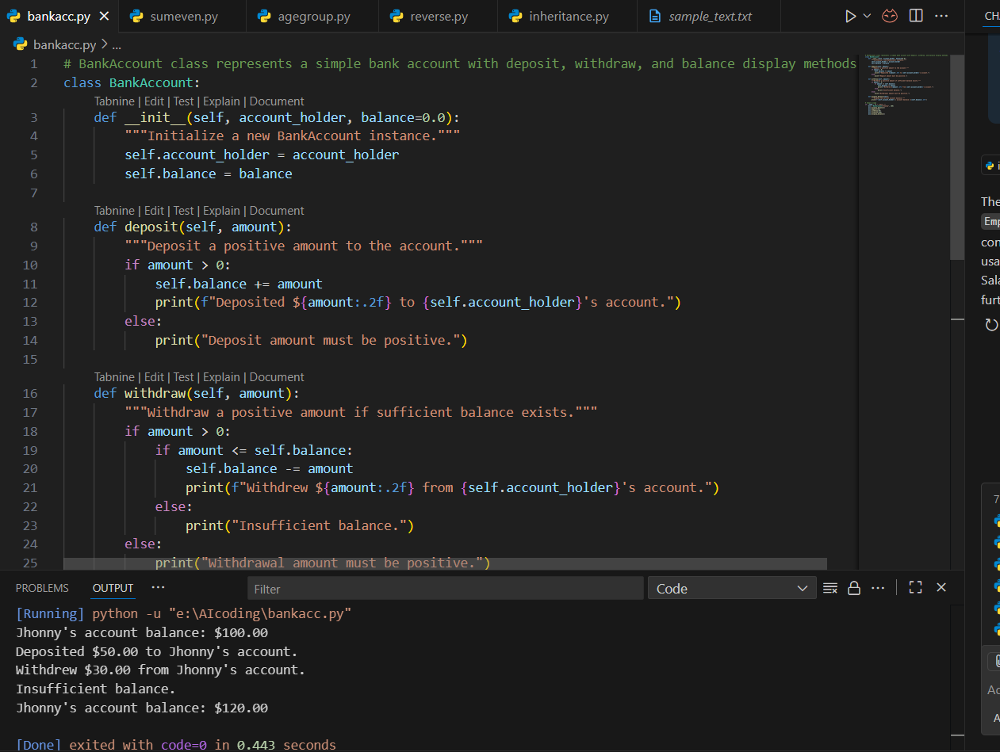 bankacc.py
sumeven.py
agegroup.py
reverse.py
inheritance.py
sample_text.txt
bankacc.py > ...
1 # BankAccount class represents a simple bank account with deposit, withdraw, and balance display methods
2 class BankAccount:
Tabnine | Edit | Test | Explain | Document
3 def __init__(self, account_holder, balance=0.0):
4 """Initialize a new BankAccount instance."""
5 self.account_holder = account_holder
6 self.balance = balance
7
Tabnine | Edit | Test | Explain | Document
8 def deposit(self, amount):
9 """Deposit a positive amount to the account."""
10 if amount > 0:
11 self.balance += amount
12 print(f"Deposited ${amount:.2f} to {self.account_holder}'s account.")
13 else:
14 print("Deposit amount must be positive.")
15
Tabnine | Edit | Test | Explain | Document
16 def withdraw(self, amount):
17 """Withdraw a positive amount if sufficient balance exists."""
18 if amount > 0:
19 if amount <= self.balance:
20 self.balance -= amount
21 print(f"Withdrew ${amount:.2f} from {self.account_holder}'s account.")
22 else:
23 print("Insufficient balance.")
24 else:
25 print("Withdrawal amount must be positive.")
PROBLEMS OUTPUT ... Filter Code
[Running] python -u "e:\AIcoding\bankacc.py"
Jhonny's account balance: $100.00
Deposited $50.00 to Jhonny's account.
Withdrew $30.00 from Jhonny's account.
Insufficient balance.
Jhonny's account balance: $120.00
[Done] exited with code=0 in 0.443 seconds
The